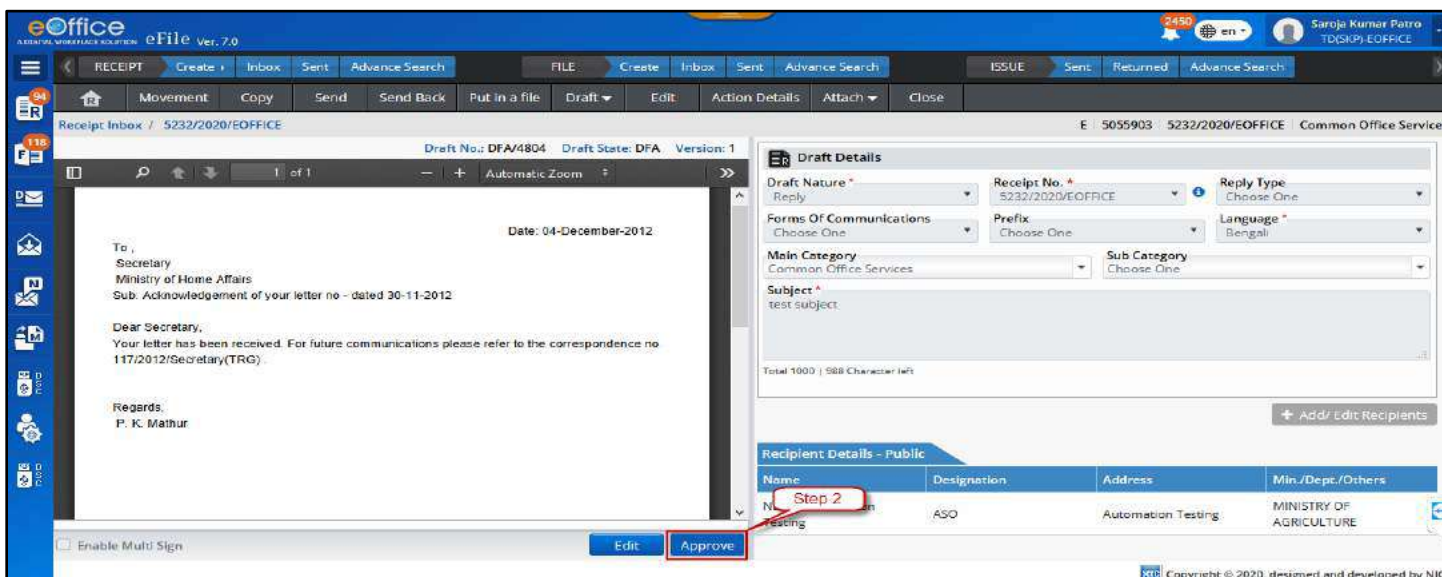 eOffice
A DIGITAL WORKPLACE SOLUTION
eFile Ver. 7.0
2450
en
Saroja Kumar Patro
TD(SKP)-EOFFICE
RECEIPT Create Inbox Sent Advance Search
FILE Create Inbox Sent Advance Search
ISSUE Sent Returned Advance Search
94
R
118
F
D
N
M
DSC
DSC
Movement Copy Send Send Back Put in a file Draft Edit Action Details Attach Close
Receipt Inbox / 5232/2020/EOFFICE
E 5055903 5232/2020/EOFFICE Common Office Service
Draft No.: DFA/4804 Draft State: DFA Version: 1
1 of 1 Automatic Zoom
Date: 04-December-2012
To ,
Secretary
Ministry of Home Affairs
Sub: Acknowledgement of your letter no - dated 30-11-2012
Dear Secretary,
Your letter has been received. For future communications please refer to the correspondence no
117/2012/Secretary(TRG) .
Regards,
P. K. Mathur
Enable Multi Sign
Edit
Approve
Step 2
Draft Details
Draft Nature * Receipt No. * Reply Type
Reply 5232/2020/EOFFICE Choose One
Forms Of Communications Prefix Language *
Choose One Choose One Bengali
Main Category Sub Category
Common Office Services Choose One
Subject *
test subject
Total 1000 | 988 Character left
+ Add/ Edit Recipients
Recipient Details - Public
Name Designation Address Min./Dept./Others
Testing ASO Automation Testing MINISTRY OF
AGRICULTURE
Copyright © 2020, designed and developed by NIC